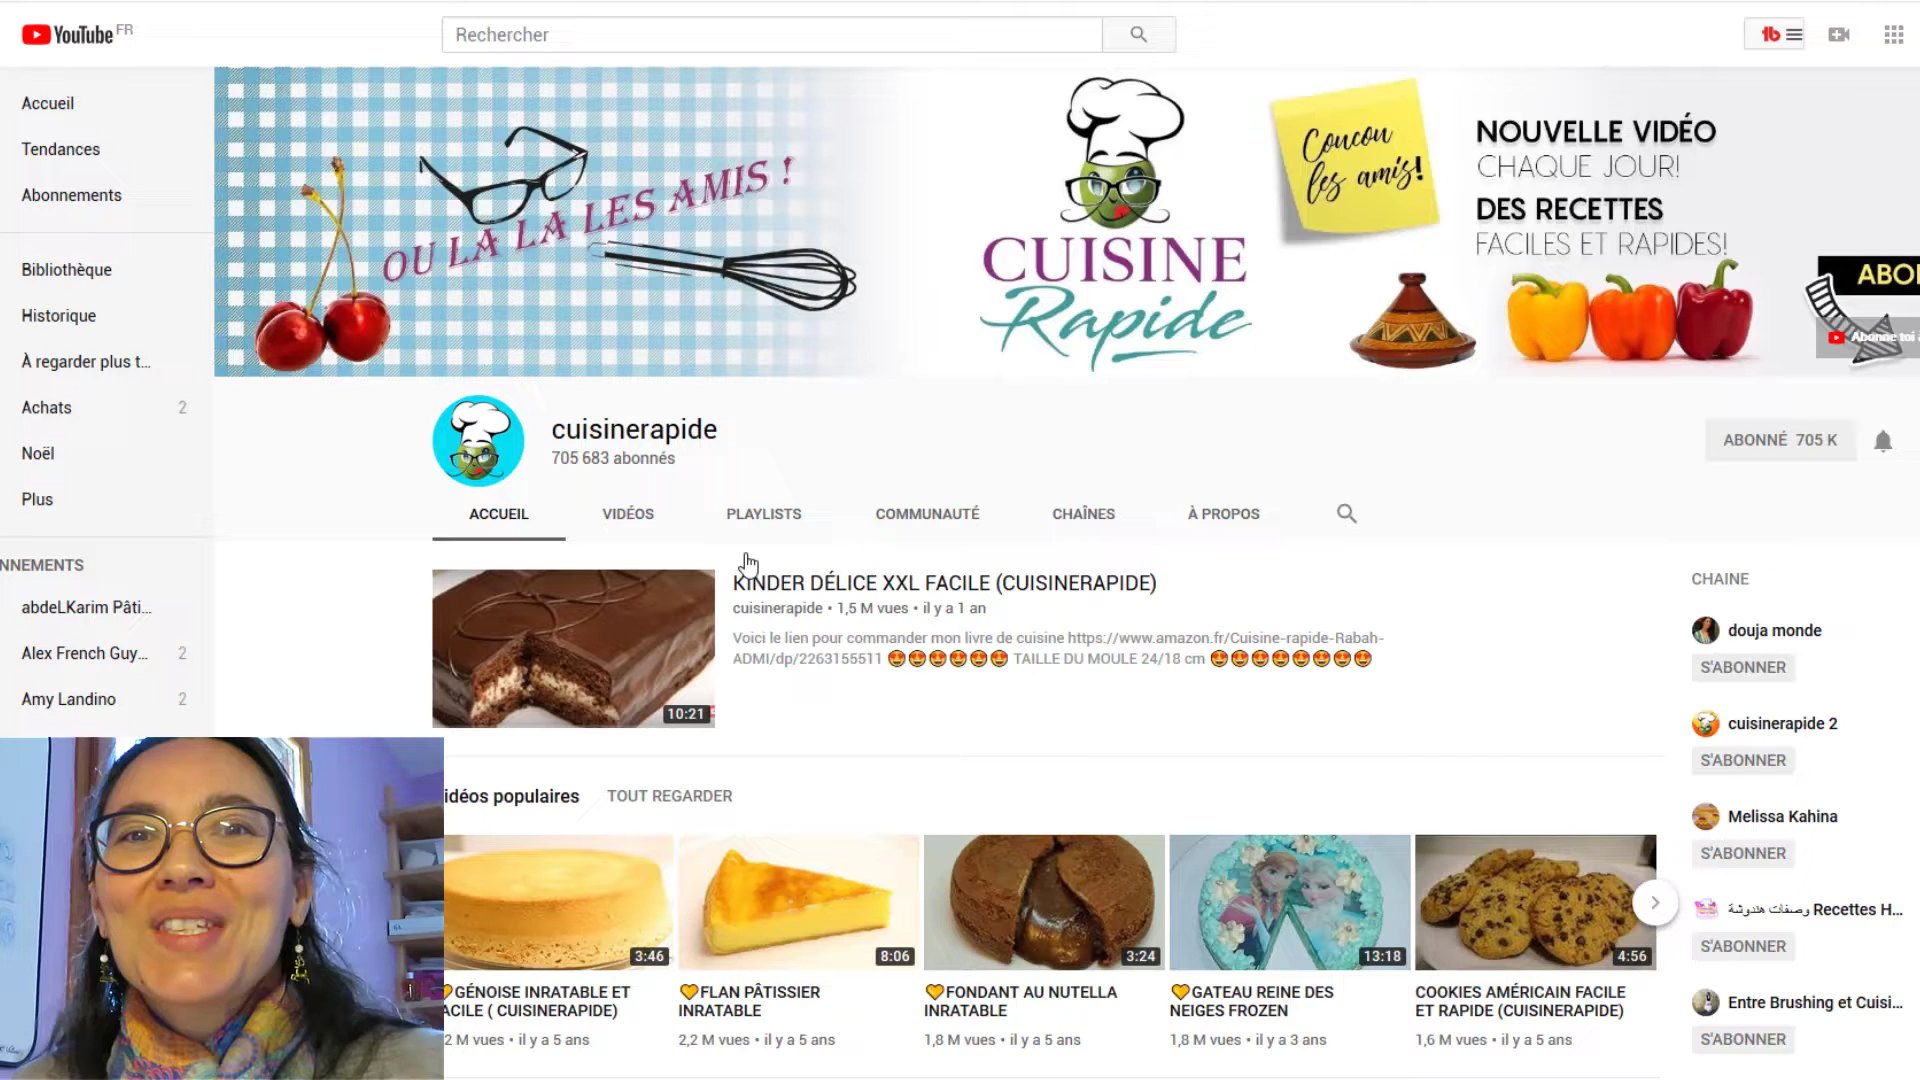 YouTube FR
Rechercher
Accueil
Tendances
Abonnements
Bibliothèque
Historique
À regarder plus t...
Achats 2
Noël
Plus
NNEMENTS
abdeLKarim Pâti...
Alex French Guy... 2
Amy Landino 2
OU LA LA LES AMIS !
CUISINE
Rapide
Coucou
les amis!
NOUVELLE VIDÉO
CHAQUE JOUR!
DES RECETTES
FACILES ET RAPIDES!
ABO
Abonne toi
cuisinerapide
705 683 abonnés
ABONNÉ 705 K
ACCUEIL VIDÉOS PLAYLISTS COMMUNAUTÉ CHAÎNES À PROPOS
10:21
KINDER DÉLICE XXL FACILE (CUISINERAPIDE)
cuisinerapide • 1,5 M vues • il y a 1 an
Voici le lien pour commander mon livre de cuisine https://www.amazon.fr/Cuisine-rapide-Rabah-
ADMI/dp/2263155511 😍😍😍😍😍😍 TAILLE DU MOULE 24/18 cm 😍😍😍😍😍😍😍😍
idéos populaires TOUT REGARDER
3:46
GÉNOISE INRATABLE ET
ACILE ( CUISINERAPIDE)
2 M vues • il y a 5 ans
8:06
💛FLAN PÂTISSIER
INRATABLE
2,2 M vues • il y a 5 ans
3:24
💛FONDANT AU NUTELLA
INRATABLE
1,8 M vues • il y a 5 ans
13:18
💛GATEAU REINE DES
NEIGES FROZEN
1,8 M vues • il y a 3 ans
4:56
COOKIES AMÉRICAIN FACILE
ET RAPIDE (CUISINERAPIDE)
1,6 M vues • il y a 5 ans
CHAINE
douja monde
S'ABONNER
cuisinerapide 2
S'ABONNER
Melissa Kahina
S'ABONNER
وصفات هندوشة Recettes H...
S'ABONNER
Entre Brushing et Cuisi...
S'ABONNER